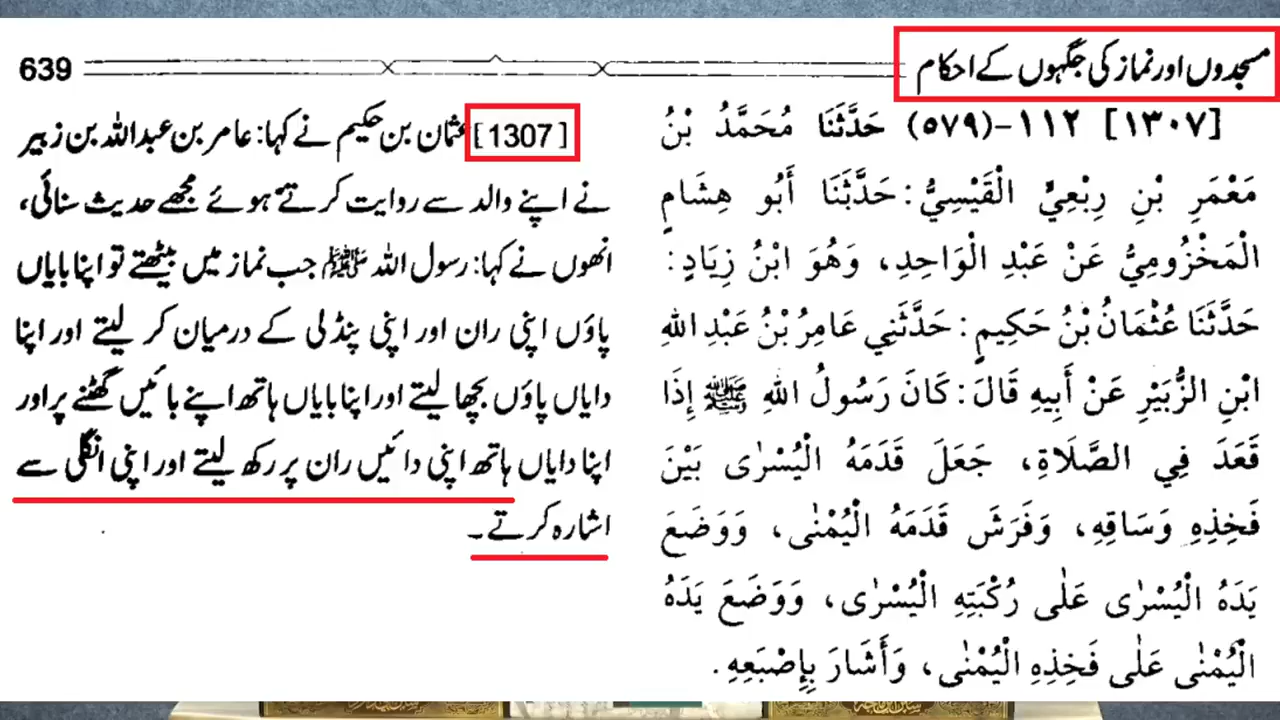 مسجدوں اور نماز کی جگہوں کے احکام
639
[١٣٠٧] ١١٢-(٥٧٩) حَدَّثَنَا مُحَمَّدُ بْنُ
مَعْمَرِ بْنِ رِبْعِيٍّ الْقَيْسِيُّ: حَدَّثَنَا أَبُو هِشَامٍ
الْمَخْزُومِيُّ عَنْ عَبْدِ الْوَاحِدِ، وَهُوَ ابْنُ زِيَادٍ:
حَدَّثَنَا عُثْمَانُ بْنُ حَكِيمٍ: حَدَّثَنِي عَامِرُ بْنُ عَبْدِ اللهِ
ابْنِ الزُّبَيْرِ عَنْ أَبِيهِ قَالَ: كَانَ رَسُولُ اللهِ ﷺ إِذَا
قَعَدَ فِي الصَّلَاةِ، جَعَلَ قَدَمَهُ الْيُسْرٰى بَيْنَ
فَخِذِهِ وَسَاقِهِ، وَفَرَشَ قَدَمَهُ الْيُمْنٰى، وَوَضَعَ
يَدَهُ الْيُسْرٰى عَلٰى رُكْبَتِهِ الْيُسْرٰى، وَوَضَعَ يَدَهُ
الْيُمْنٰى عَلٰى فَخِذِهِ الْيُمْنٰى، وَأَشَارَ بِإِصْبَعِهِ.
[1307] عثمان بن حکیم نے کہا: عامر بن عبداللہ بن زبیر
نے اپنے والد سے روایت کرتے ہوئے مجھے حدیث سنائی،
انھوں نے کہا: رسول اللہ ﷺ جب نماز میں بیٹھتے تو اپنا بایاں
پاؤں اپنی ران اور اپنی پنڈلی کے درمیان کر لیتے اور اپنا
دایاں پاؤں بچھا لیتے اور اپنا بایاں ہاتھ اپنے بائیں گھٹنے پر اور
اپنا دایاں ہاتھ اپنی دائیں ران پر رکھ لیتے اور اپنی انگلی سے
اشارہ کرتے۔